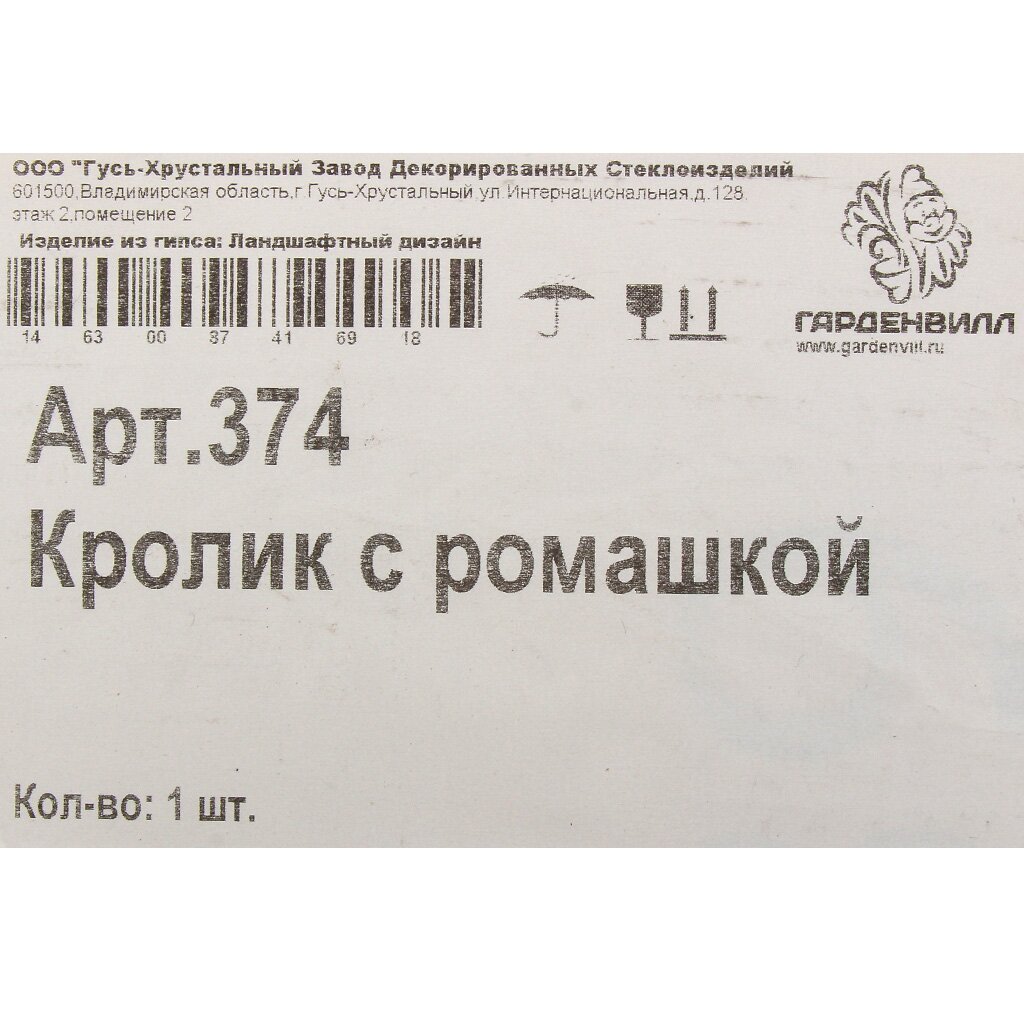 ООО "Гусь-Хрустальный Завод Декорированных Стеклоизделий
601500,Владимирская область,г Гусь-Хрустальный,ул.Интернациональная,д.128,
этаж 2,помещение 2
Изделие из гипса: Ландшафтный дизайн
14 63 00 37 41 69 18
ГАРДЕНВИЛЛ
www.gardenvill.ru
Арт.374
Кролик с ромашкой
Кол-во: 1 шт.